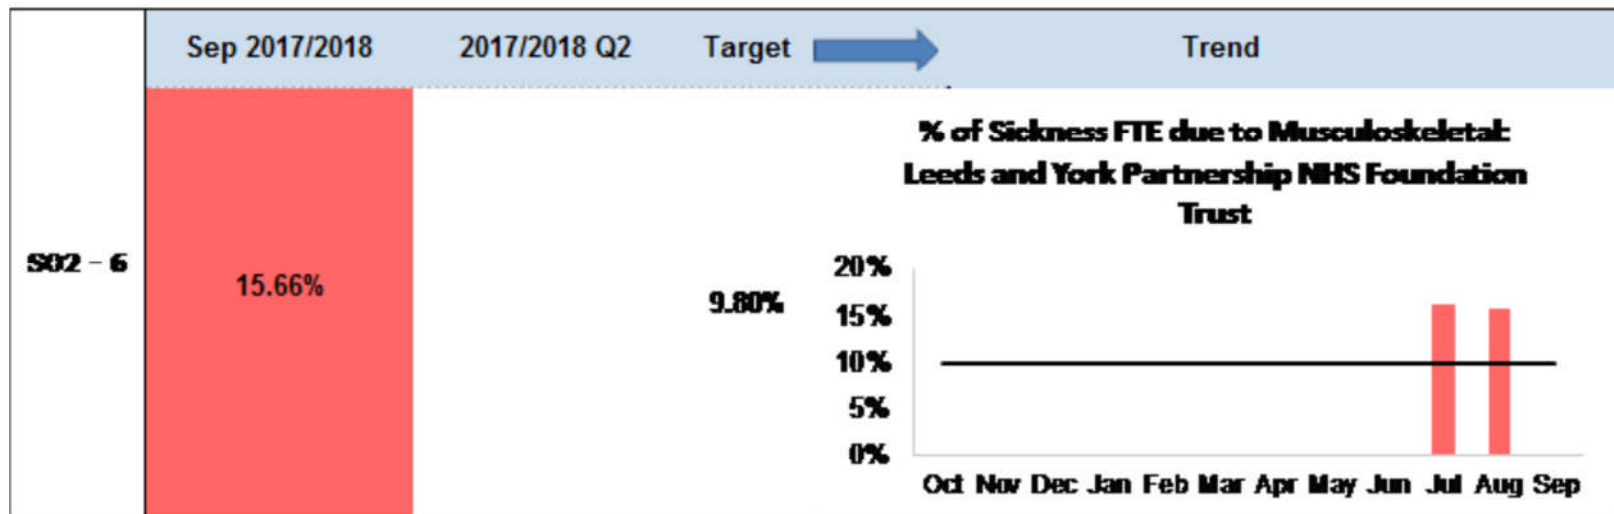 Sep 2017/2018 2017/2018 Q2 Target Trend
SO2 - 6
15.66%
9.80%
% of Sickness FTE due to Musculoskeletal:
Leeds and York Partnership NHS Foundation
Trust
20%
15%
10%
5%
0%
Oct Nov Dec Jan Feb Mar Apr May Jun Jul Aug Sep